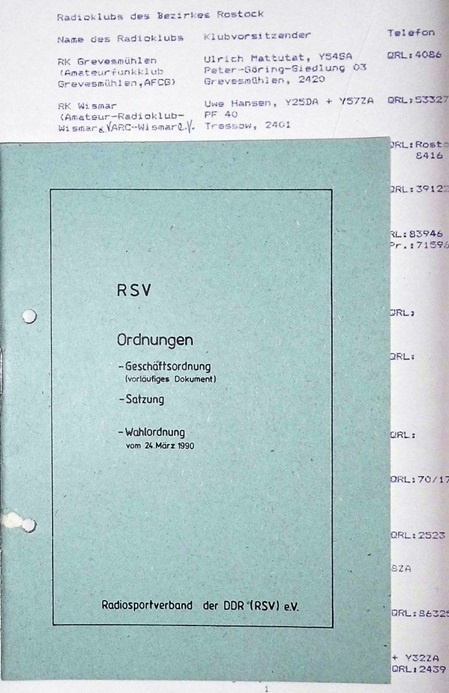 Radioklubs des Bezirkes Rostock
Name des Radioklubs Klubvorsitzender Telefon
RK Grevesmühlen Ulrich Mattutat, Y54SA QRL:4086
(Amateurfunkklub Peter-Göring-Siedlung 03
Grevesmühlen,AFCG) Grevesmühlen, 2420
RK Wismar Uwe Hansen, Y25DA + Y57ZA QRL:53327
(Amateur-Radioklub- PF 40
Wismar e.V. Tressow, 2401
QRL:Rost
8416
QRL:3912
RL:83946
Pr.:71596
QRL:
QRL:
QRL:
QRL:70/17
QRL:2523
QRL:8632
+ Y32ZA
QRL:2439
RSV
Ordnungen
-Geschäftsordnung
(vorläufiges Dokument)
-Satzung
-Wahlordnung
vom 24.März 1990
Radiosportverband der DDR (RSV) e.V.
1